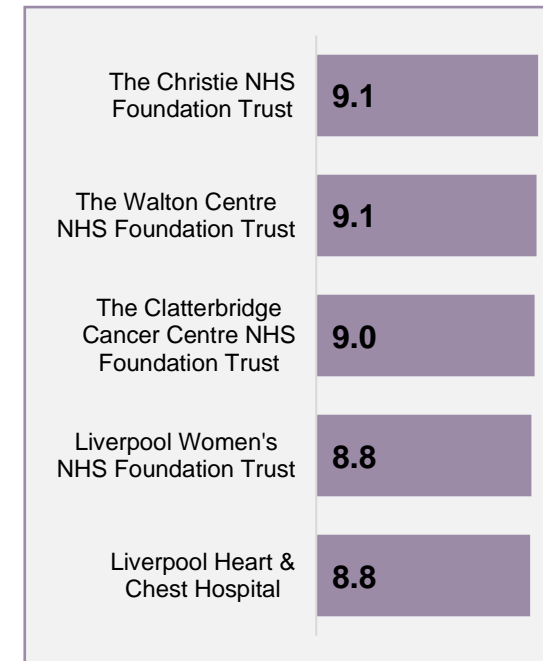 The Christie NHS
Foundation Trust
9.1
The Walton Centre
NHS Foundation Trust
9.1
The Clatterbridge
Cancer Centre NHS
Foundation Trust
9.0
Liverpool Women's
NHS Foundation Trust
8.8
Liverpool Heart &
Chest Hospital
8.8